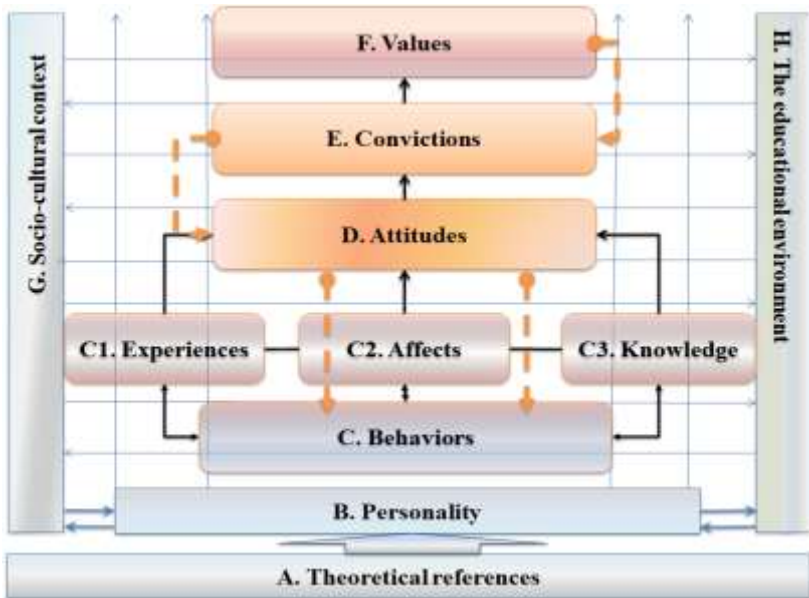 F. Values
E. Convictions
D. Attitudes
G. Socio-cultural context
H. The educational environment
C1. Experiences
C2. Affects
C3. Knowledge
C. Behaviors
B. Personality
A. Theoretical references